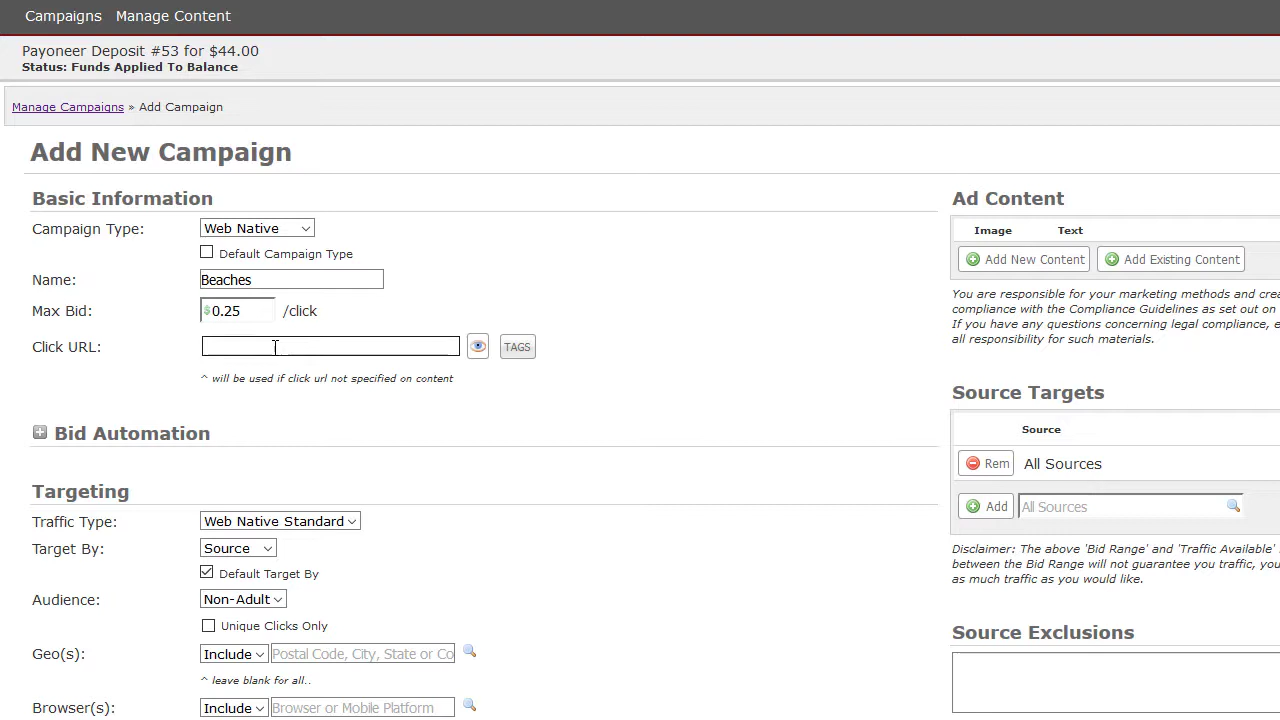 Campaigns Manage Content
Payoneer Deposit #53 for $44.00
Status: Funds Applied To Balance
Manage Campaigns » Add Campaign
Add New Campaign
Basic Information
Campaign Type: Web Native
Default Campaign Type
Name: Beaches
Max Bid: $0.25 /click
Click URL: TAGS
^ will be used if click url not specified on content
Bid Automation
Targeting
Traffic Type: Web Native Standard
Target By: Source
Default Target By
Audience: Non-Adult
Unique Clicks Only
Geo(s): Include Postal Code, City, State or Co
^ leave blank for all..
Browser(s): Include Browser or Mobile Platform
Ad Content
Image Text
Add New Content Add Existing Content
You are responsible for your marketing methods and crea
compliance with the Compliance Guidelines as set out on
If you have any questions concerning legal compliance, e
all responsibility for such materials.
Source Targets
Source
Rem All Sources
Add All Sources
Disclaimer: The above 'Bid Range' and 'Traffic Available'
between the Bid Range will not guarantee you traffic, you
as much traffic as you would like.
Source Exclusions